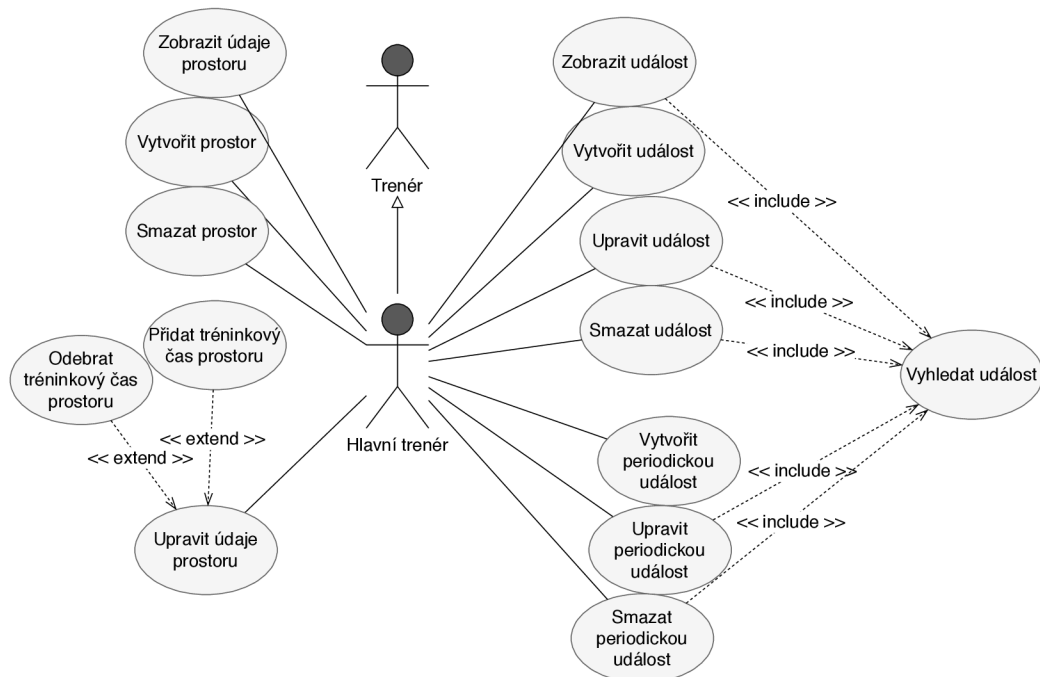 Zobrazit údaje
prostoru
Vytvořit prostor
Smazat prostor
Trenér
Zobrazit událost
Vytvořit událost
<< include >>
Upravit událost
<< include >>
Smazat událost
<< include >>
Vyhledat událost
Přidat tréninkový
čas prostoru
Odebrat
tréninkový čas
prostoru
<< extend >>
<< extend >>
Hlavní trenér
Upravit údaje
prostoru
Vytvořit
periodickou
událost
<< include >>
Upravit
periodickou
událost
<< include >>
Smazat
periodickou
událost